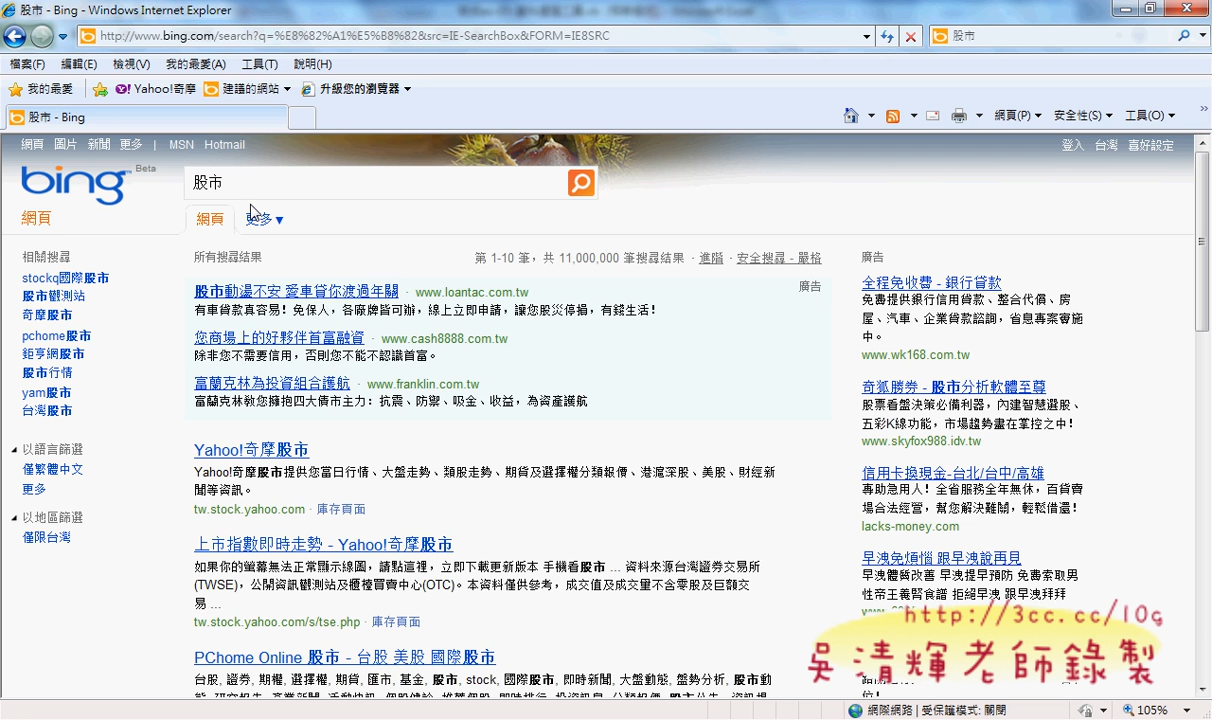 股市 - Bing - Windows Internet Explorer
http://www.bing.com/search?q=%E8%82%A1%E5%B8%82&src=IE-SearchBox&FORM=IE8SRC
股市
檔案(F) 編輯(E) 檢視(V) 我的最愛(A) 工具(T) 說明(H)
我的最愛 Yahoo!奇摩 建議的網站 升級您的瀏覽器
股市 - Bing
網頁(P) 安全性(S) 工具(O)
網頁 圖片 新聞 更多 | MSN Hotmail
登入 台灣 喜好設定
bing Beta
股市
網頁
網頁 更多
相關搜尋
stockq國際股市
股市觀測站
奇摩股市
pchome股市
鉅亨網股市
股市行情
yam股市
台灣股市
以語言篩選
僅繁體中文
更多
以地區篩選
僅限台灣
所有搜尋結果
第 1-10 筆，共 11,000,000 筆搜尋結果 · 進階 · 安全搜尋 - 嚴格
廣告
股市動盪不安 愛車貸你渡過年關 · www.loantac.com.tw
有車貸款真容易! 免保人，各廠牌皆可辦，線上立即申請，讓您股災停損，有錢生活！
您商場上的好夥伴首富融資 · www.cash8888.com.tw
除非您不需要信用，否則您不能不認識首富。
富蘭克林為投資組合護航 · www.franklin.com.tw
富蘭克林教您擁抱四大債市主力：抗震、防禦、吸金、收益，為資產護航
Yahoo!奇摩股市
Yahoo!奇摩股市提供您當日行情、大盤走勢、類股走勢、期貨及選擇權分類報價、港滬深股、美股、財經新
聞等資訊。
tw.stock.yahoo.com · 庫存頁面
上市指數即時走勢 - Yahoo!奇摩股市
如果你的螢幕無法正常顯示線圖，請點這裡，立即下載更新版本 手機看股市 ... 資料來源台灣證券交易所
(TWSE)，公開資訊觀測站及櫃檯買賣中心(OTC)。本資料僅供參考，成交值及成交量不含零股及巨額交
易 ...
tw.stock.yahoo.com/s/tse.php · 庫存頁面
PChome Online 股市 - 台股 美股 國際股市
台股, 證券, 期權, 選擇權, 期貨, 匯市, 基金, 股市, stock, 國際股市, 即時新聞, 大盤動態, 盤勢分析, 股市動
廣告
全程免收費 - 銀行貸款
免費提供銀行信用貸款、整合代償、房
屋、汽車、企業貸款諮詢，省息專案審施
中。
www.wk168.com.tw
奇狐勝券 - 股市分析軟體至尊
股票看盤決策必備利器，內建智慧選股、
五彩K線功能，市場趨勢盡在掌控之中!
www.skyfox988.idv.tw
信用卡換現金-台北/台中/高雄
專助急用人！全省服務全年無休，百貨賣
場合法經營，幫您解決難關，輕鬆借還!
lacks-money.com
早洩免煩惱 跟早洩說再見
早洩體質改善 早洩提早預防 免費索取男
性帝王養腎食譜 拒絕早洩 跟早洩拜拜
http://3cc.cc/10g
吳清輝老師錄製
網際網路 | 受保護模式: 關閉
105%